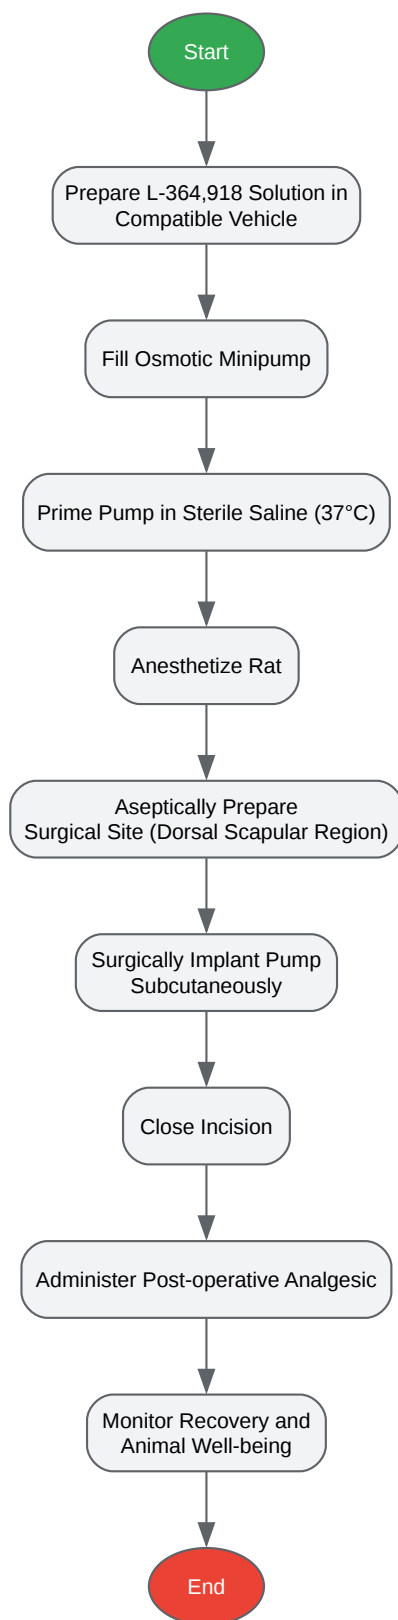 Start
Prepare L-364,918 Solution in
Compatible Vehicle
Fill Osmotic Minipump
Prime Pump in Sterile Saline (37°C)
Anesthetize Rat
Aseptically Prepare
Surgical Site (Dorsal Scapular Region)
Surgically Implant Pump
Subcutaneously
Close Incision
Administer Post-operative Analgesic
Monitor Recovery and
Animal Well-being
End